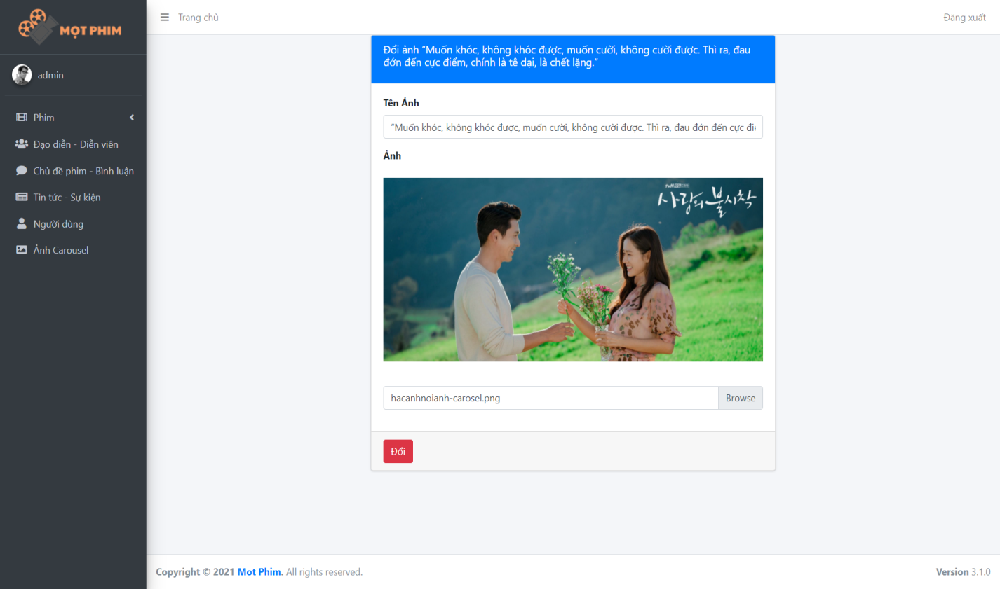 MỌT PHIM
Trang chủ
Đăng xuất
admin
Phim
Đạo diễn - Diễn viên
Chủ đề phim - Bình luận
Tin tức - Sự kiện
Người dùng
Ảnh Carousel
Đổi ảnh “Muốn khóc, không khóc được, muốn cười, không cười được. Thì ra, đau
đớn đến cực điểm, chính là tê dại, là chết lặng.”
Tên Ảnh
“Muốn khóc, không khóc được, muốn cười, không cười được. Thì ra, đau đớn đến cực
Ảnh
tvN
사랑의 불시착
hacanhnoianh-carosel.png
Browse
Đổi
Copyright © 2021 Mot Phim. All rights reserved.
Version 3.1.0